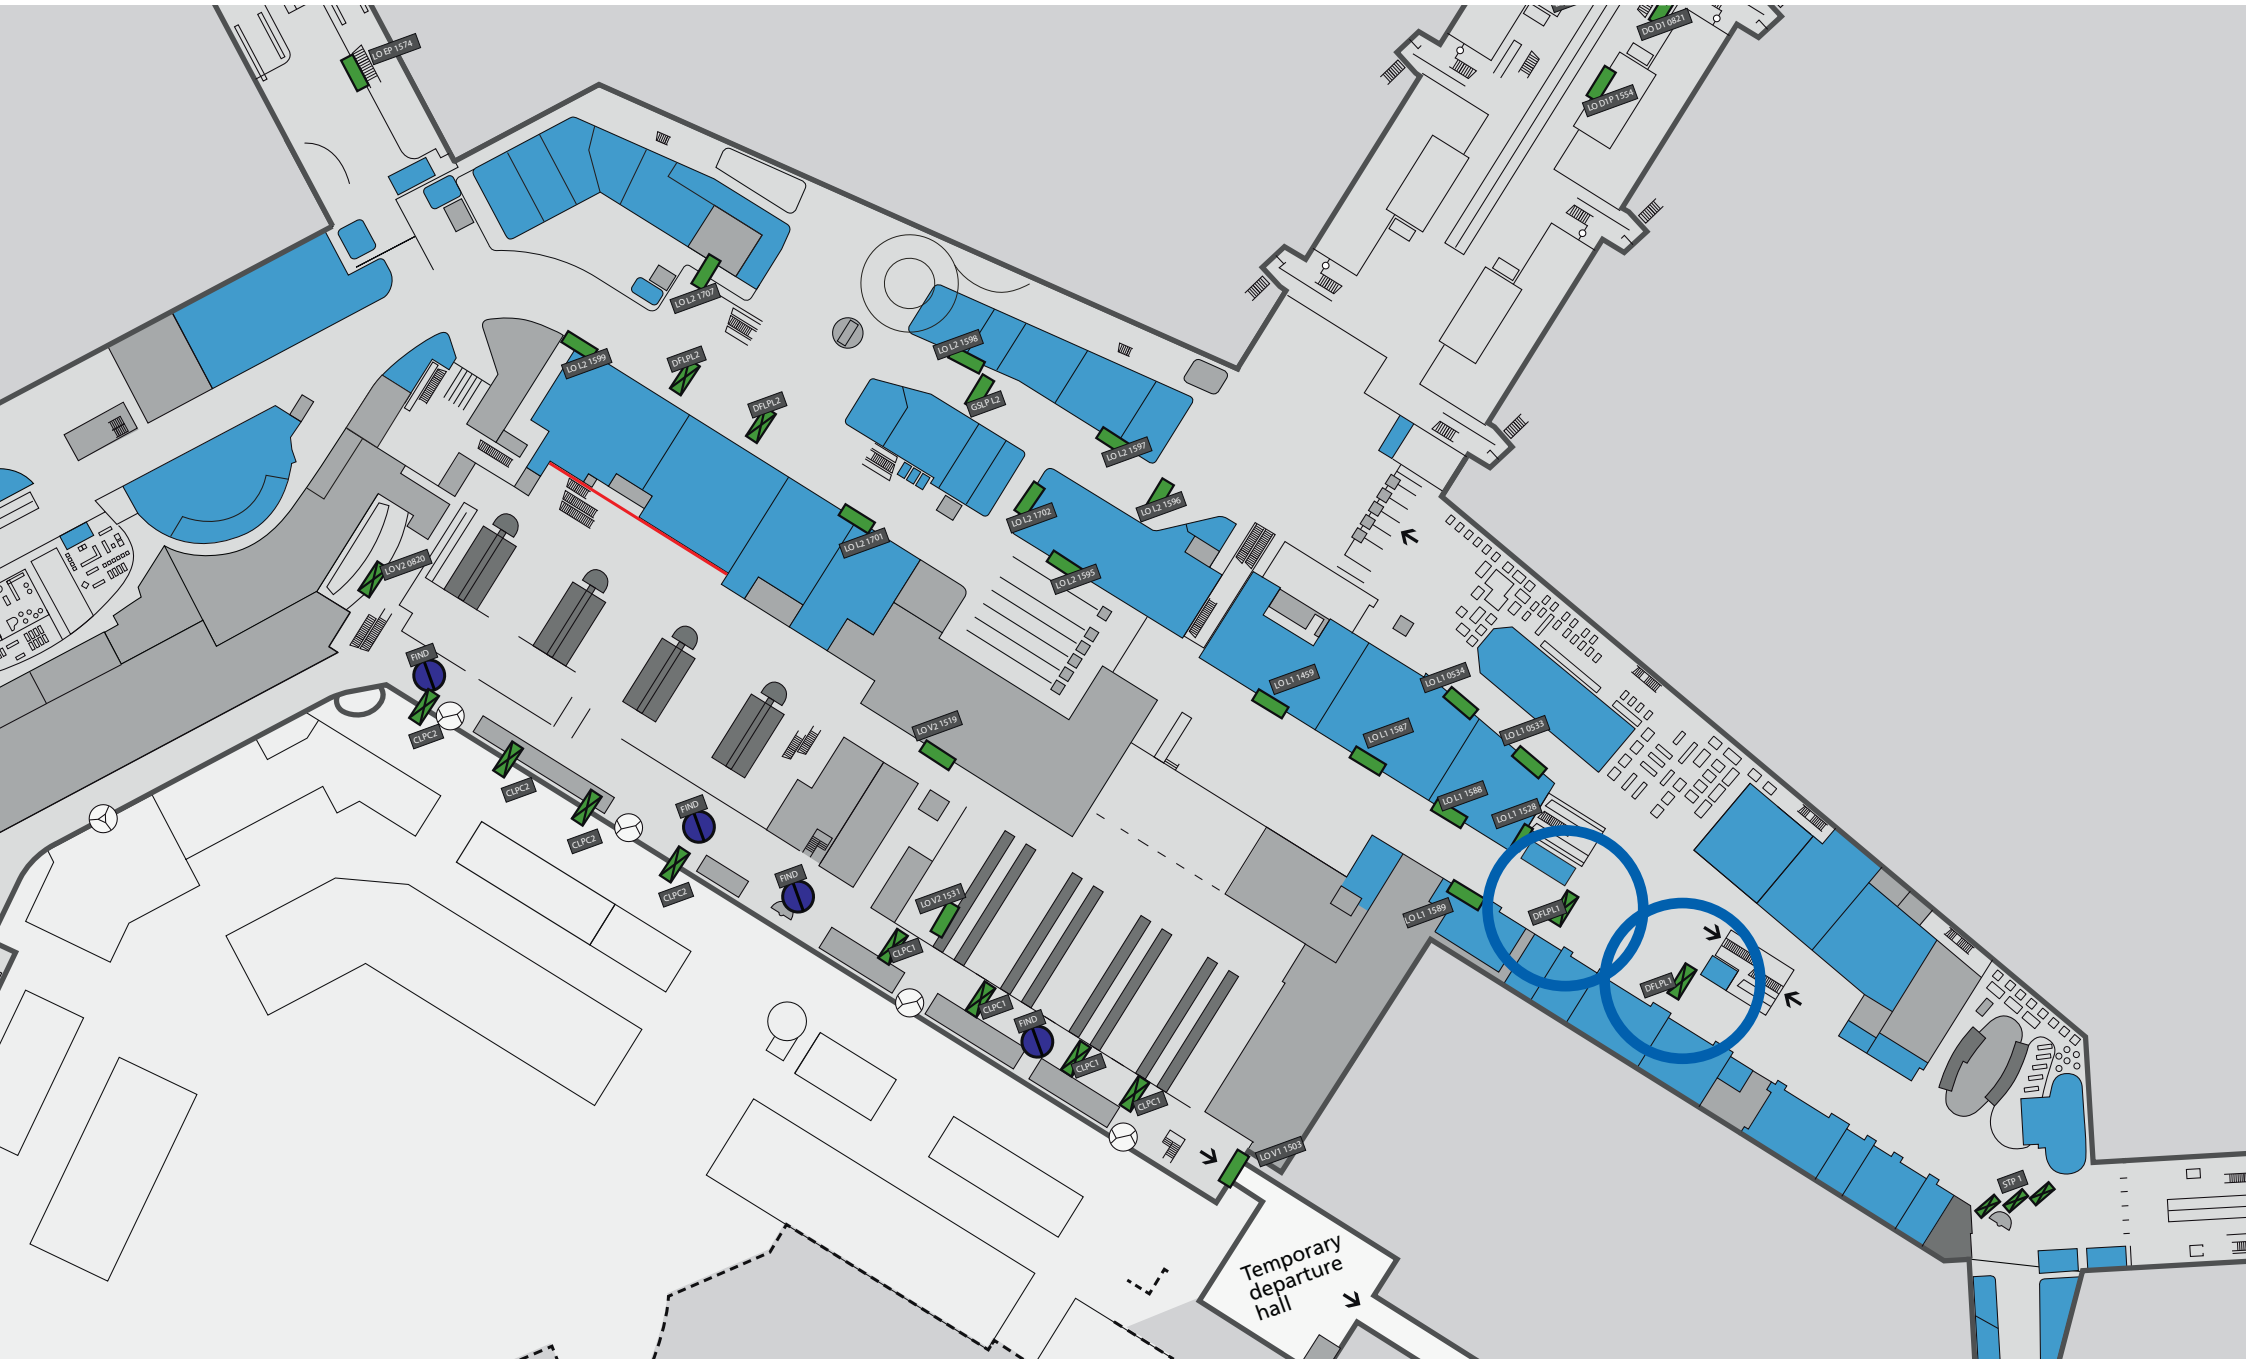 LO EP 1574
DO D1 0821
LO D1P 1554
LO L2 1707
LO L2 1599
DFLPL2
LO L2 1598
DFLPL2
GSLP L2
LO L2 1597
LO L2 1596
LO L2 1702
LO L2 1701
LO L2 1595
LO V2 0820
FIND
CLPC2
LO L1 1459
LO L1 0534
LO V2 1519
LO L1 1587
LO L1 0533
CLPC2
FIND
LO L1 1588
LO L1 1528
CLPC2
FIND
CLPC2
LO V2 1531
LO L1 1589
DFLPL1
CLPC1
DFLPL1
CLPC1
FIND
CLPC1
CLPC1
LO V1 1503
STP 1
Temporary
departure
hall